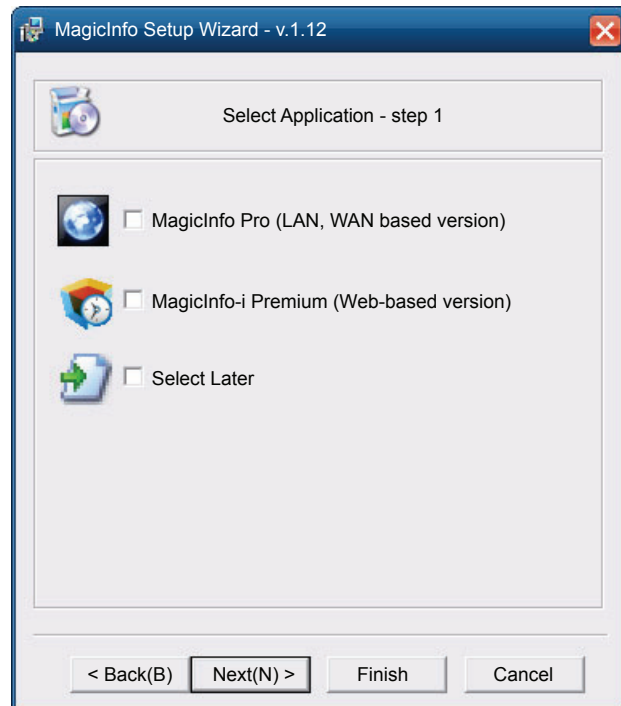 MagicInfo Setup Wizard - v.1.12
Select Application - step 1
MagicInfo Pro (LAN, WAN based version)
MagicInfo-i Premium (Web-based version)
Select Later
< Back(B) Next(N) > Finish Cancel